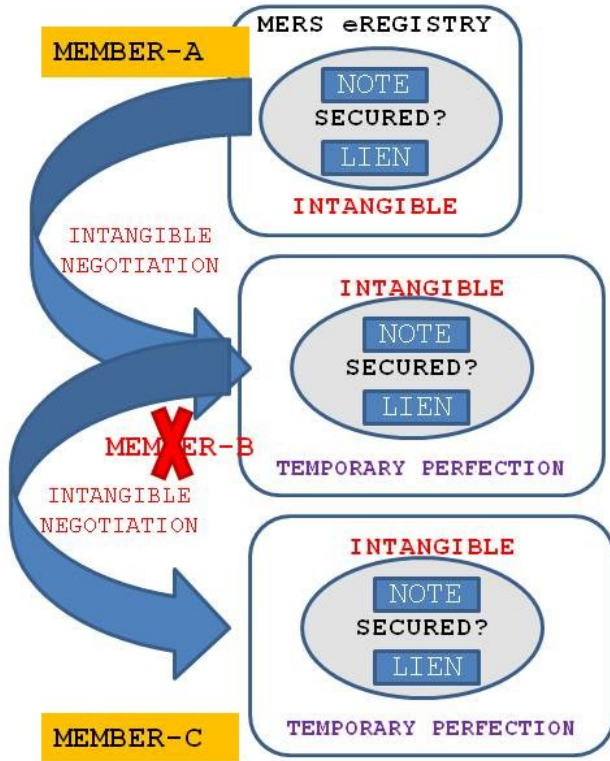 MERS eREGISTRY
MEMBER-A
NOTE
SECURED?
LIEN
INTANGIBLE
INTANGIBLE
NEGOTIATION
INTANGIBLE
NOTE
SECURED?
LIEN
MEMBER-B
TEMPORARY PERFECTION
INTANGIBLE
NEGOTIATION
INTANGIBLE
NOTE
SECURED?
LIEN
TEMPORARY PERFECTION
MEMBER-C